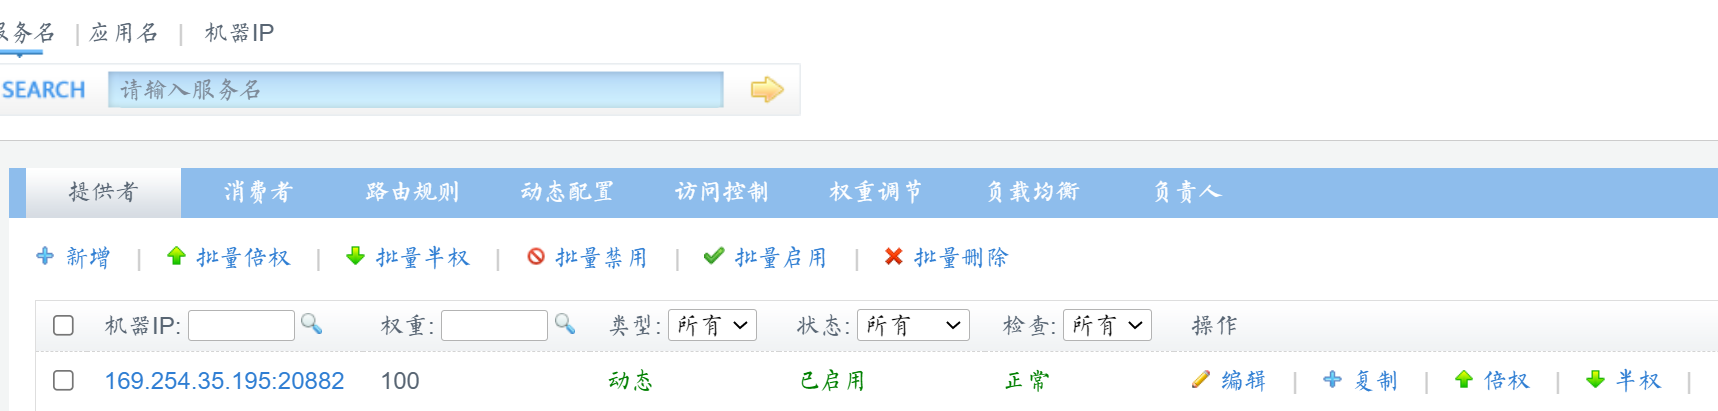 服务名 | 应用名 | 机器IP
SEARCH 请输入服务名
提供者 消费者 路由规则 动态配置 访问控制 权重调节 负载均衡 负责人
新增 | 批量倍权 | 批量半权 | 批量禁用 | 批量启用 | 批量删除
机器IP: 权重: 类型: 所有 状态: 所有 检查: 所有 操作
169.254.35.195:20882 100 动态 已启用 正常 编辑 | 复制 | 倍权 | 半权 |